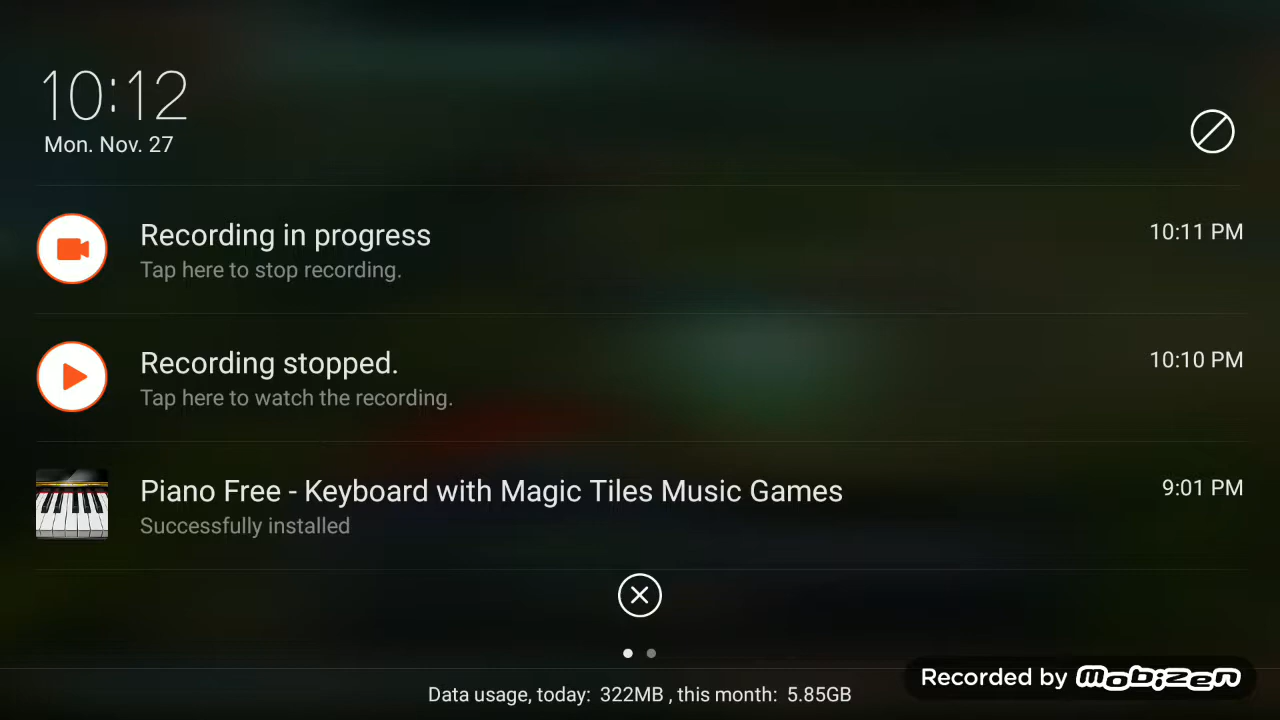 10:12
Mon. Nov. 27
Recording in progress
10:11 PM
Tap here to stop recording.
Recording stopped.
10:10 PM
Tap here to watch the recording.
Piano Free - Keyboard with Magic Tiles Music Games
9:01 PM
Successfully installed
Recorded by mobizen
Data usage, today: 322MB , this month: 5.85GB